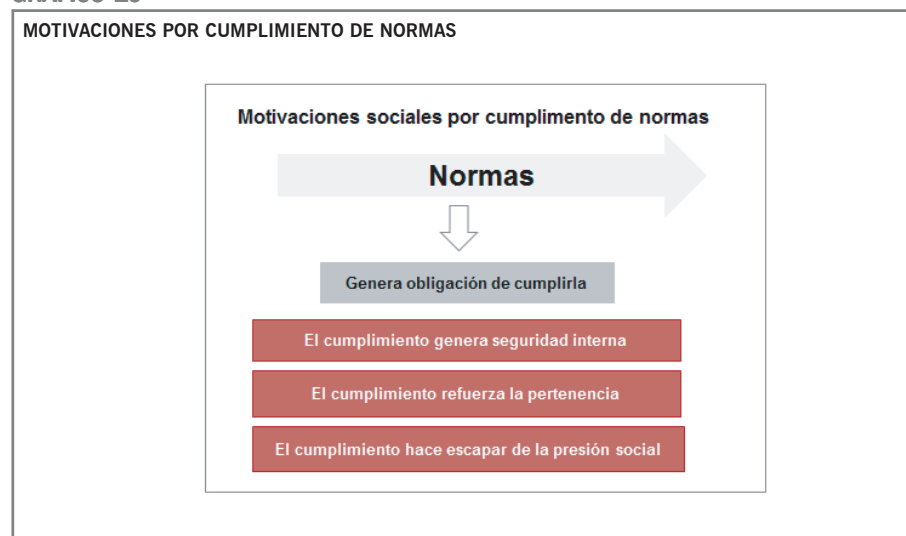 MOTIVACIONES POR CUMPLIMIENTO DE NORMAS
Motivaciones sociales por cumplimento de normas
Normas
Genera obligación de cumplirla
El cumplimiento genera seguridad interna
El cumplimiento refuerza la pertenencia
El cumplimiento hace escapar de la presión social